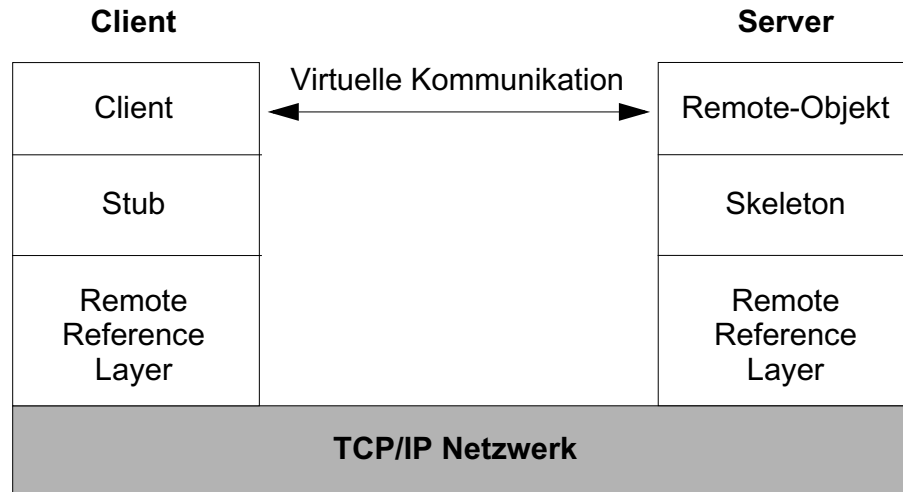 Client
Server
Client
Virtuelle Kommunikation
Remote-Objekt
Stub
Skeleton
Remote
Reference
Layer
Remote
Reference
Layer
TCP/IP Netzwerk